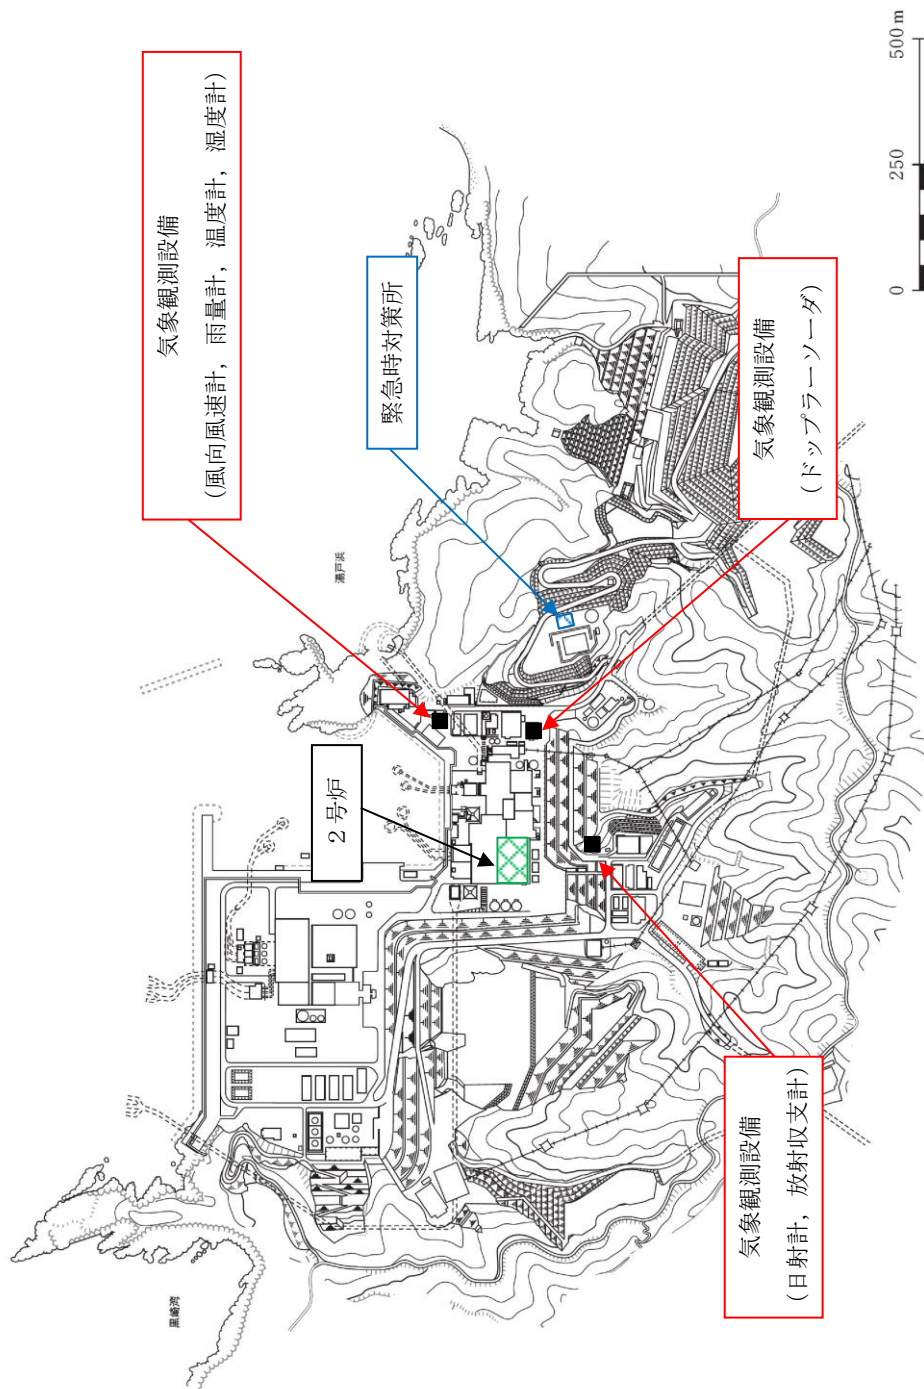 気象観測設備
(風向風速計，雨量計，温度計，湿度計)
黒崎湾
湯戸浜
２号炉
緊急時対策所
気象観測設備
(日射計，放射収支計)
気象観測設備
(ドップラーソーダ)
0 250 500 m